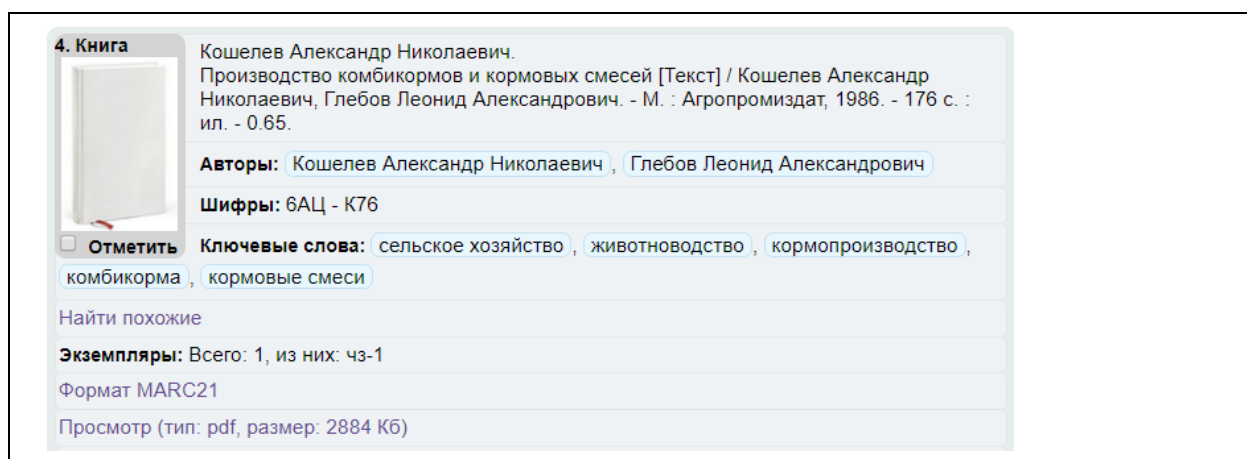 4. Книга
Кошелев Александр Николаевич.
Производство комбикормов и кормовых смесей [Текст] / Кошелев Александр
Николаевич, Глебов Леонид Александрович. - М. : Агропромиздат, 1986. - 176 с. :
ил. - 0.65.
Авторы: Кошелев Александр Николаевич, Глебов Леонид Александрович
Шифры: 6АЦ - К76
Отметить
Ключевые слова: сельское хозяйство, животноводство, кормопроизводство,
комбикорма, кормовые смеси
Найти похожие
Экземпляры: Всего: 1, из них: чз-1
Формат MARC21
Просмотр (тип: pdf, размер: 2884 Кб)